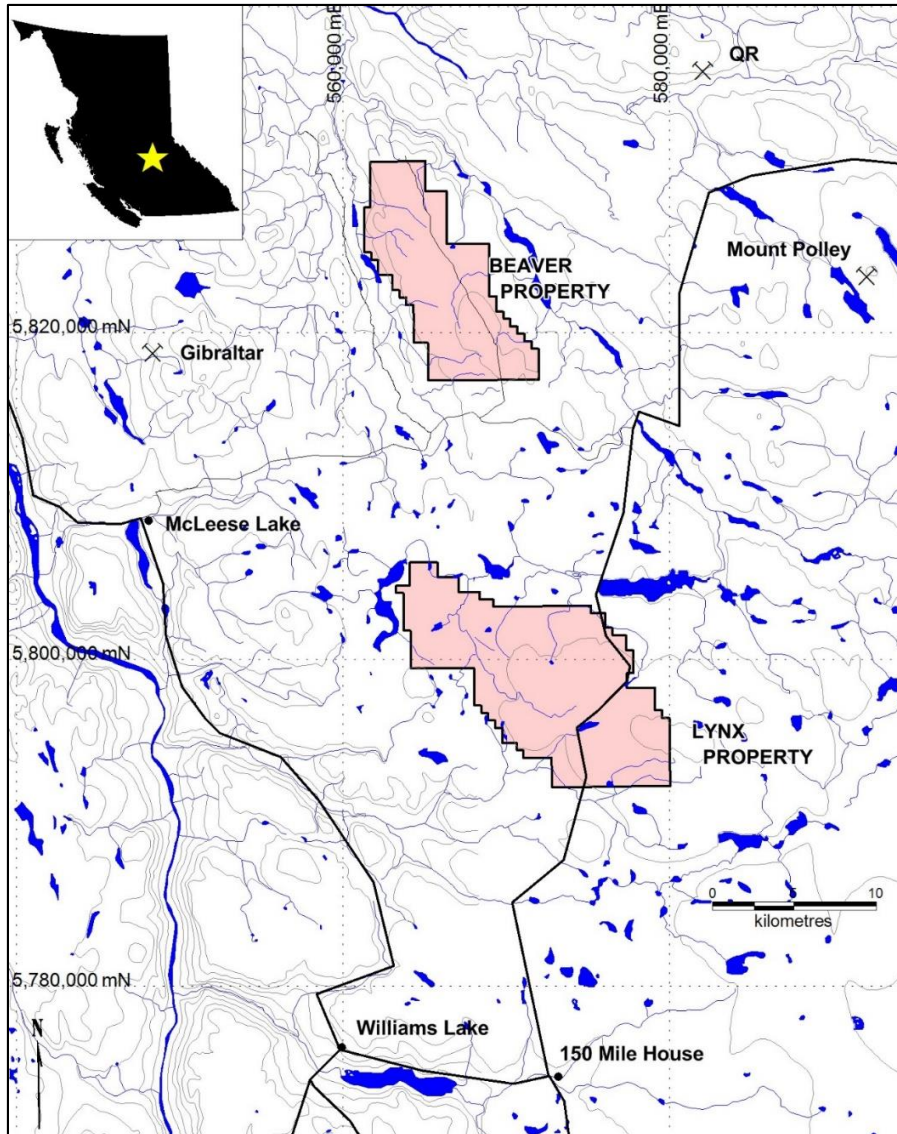 560,000 mE
580,000 mE
QR
Mount Polley
BEAVER
PROPERTY
5,820,000 mN
Gibraltar
McLeese Lake
5,800,000 mN
LYNX
PROPERTY
0 5 10
kilometres
5,780,000 mN
N
Williams Lake
150 Mile House